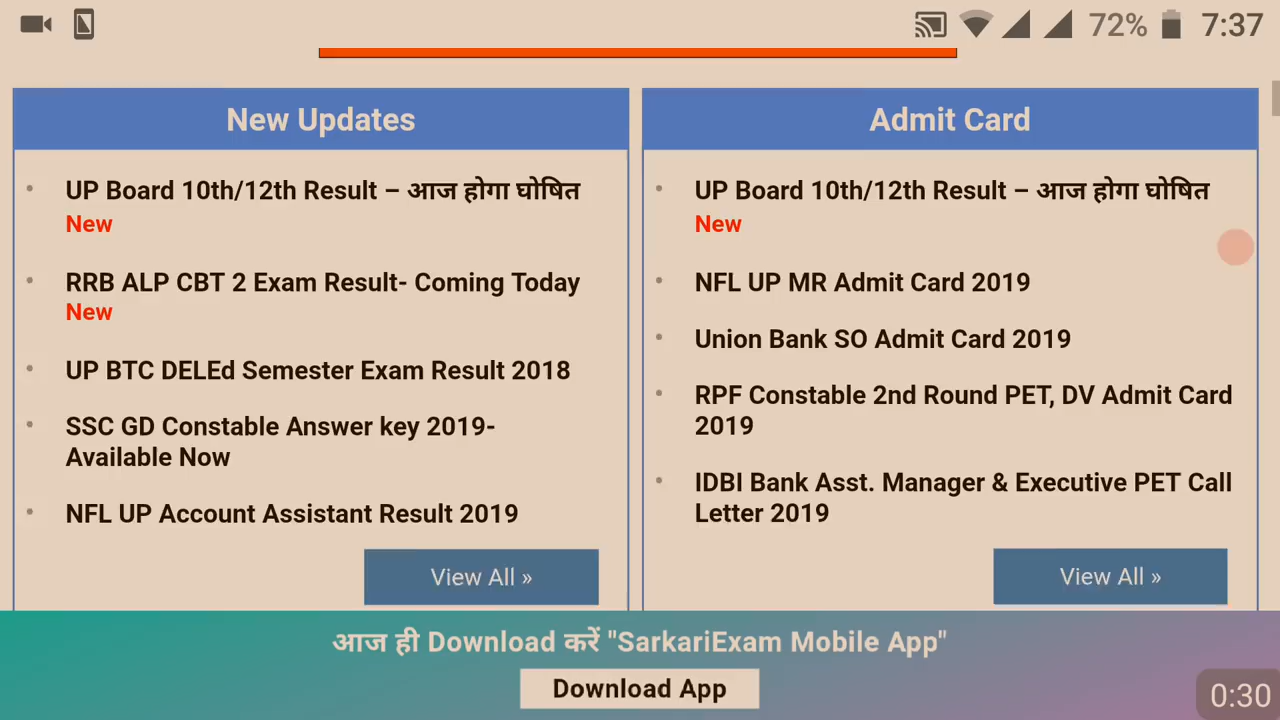 72% 7:37
New Updates
UP Board 10th/12th Result – आज होगा घोषित
New
RRB ALP CBT 2 Exam Result- Coming Today
New
UP BTC DELEd Semester Exam Result 2018
SSC GD Constable Answer key 2019-
Available Now
NFL UP Account Assistant Result 2019
View All »
Admit Card
UP Board 10th/12th Result – आज होगा घोषित
New
NFL UP MR Admit Card 2019
Union Bank SO Admit Card 2019
RPF Constable 2nd Round PET, DV Admit Card
2019
IDBI Bank Asst. Manager & Executive PET Call
Letter 2019
View All »
आज ही Download करें "SarkariExam Mobile App"
Download App
0:30